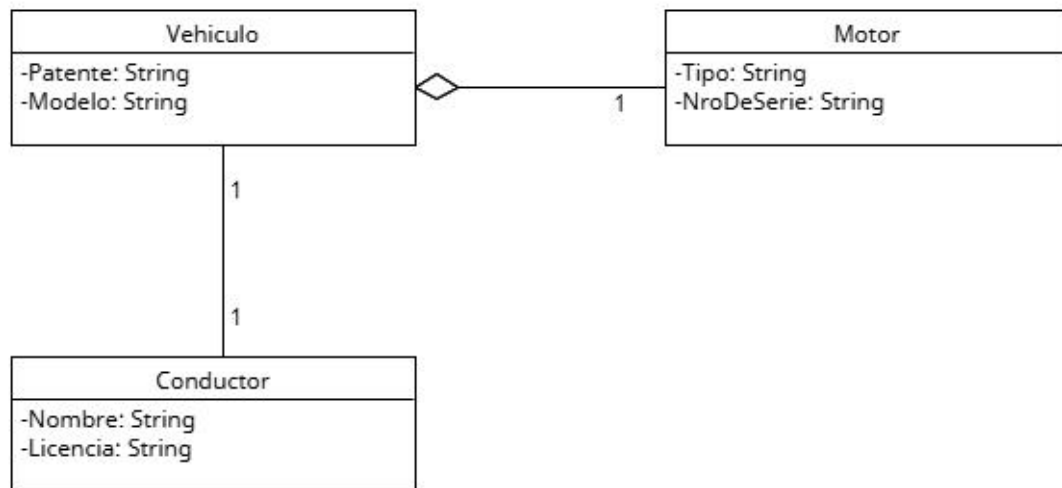 Vehiculo
-Patente: String
-Modelo: String
Motor
-Tipo: String
-NroDeSerie: String
1
1
1
Conductor
-Nombre: String
-Licencia: String